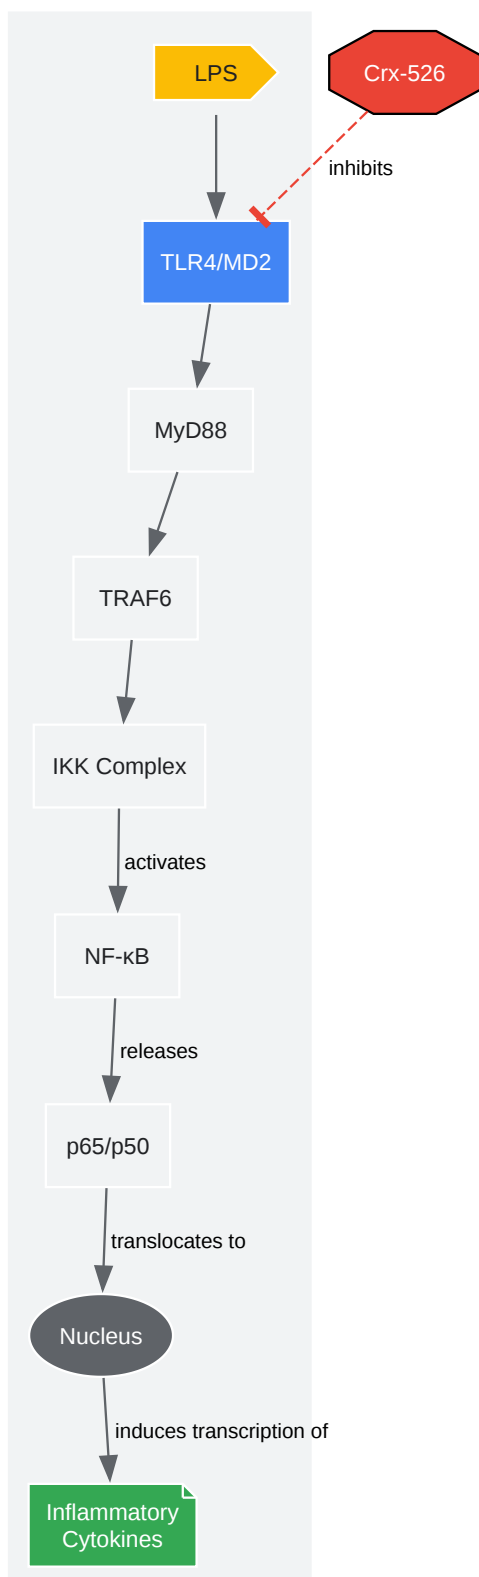 LPS
Crx-526
inhibits
TLR4/MD2
MyD88
TRAF6
IKK Complex
activates
NF-κB
releases
p65/p50
translocates to
Nucleus
induces transcription of
Inflammatory
Cytokines